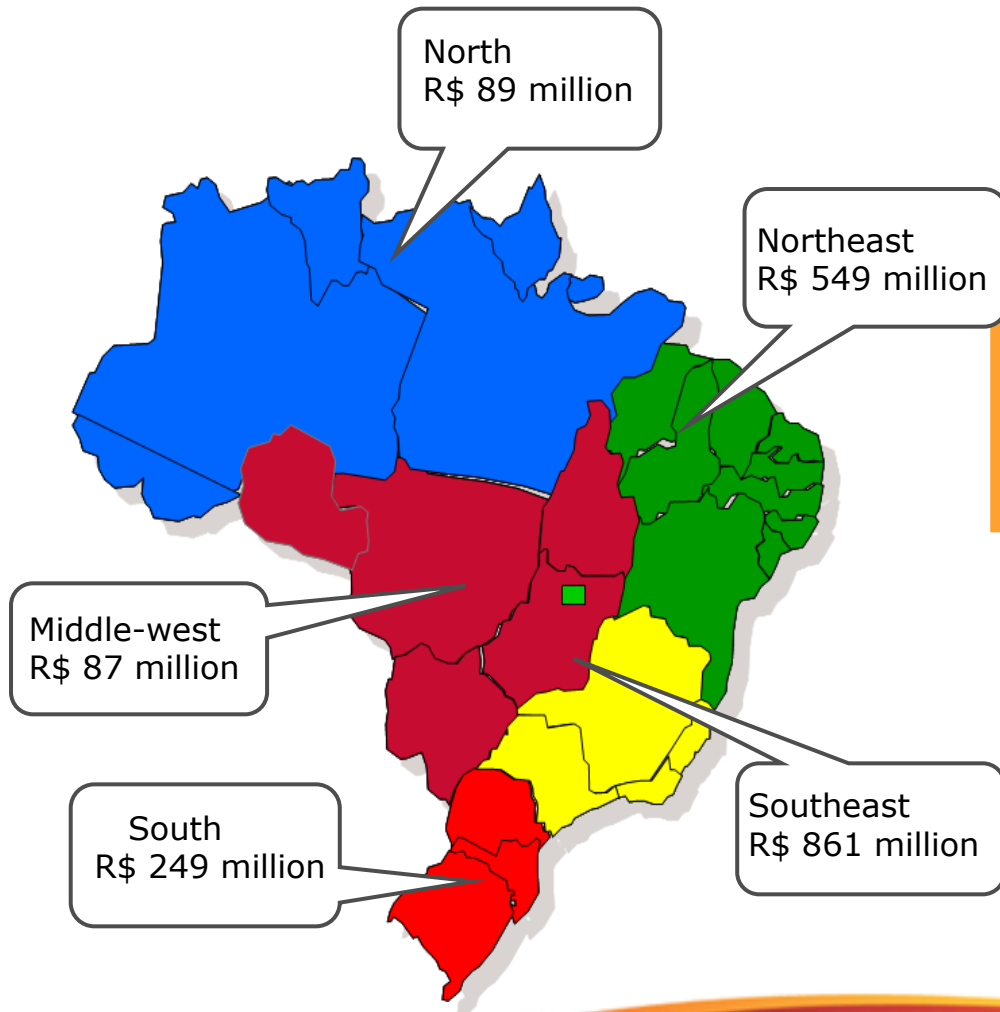 North
R$ 89 million
Northeast
R$ 549 million
Middle-west
R$ 87 million
Southeast
R$ 861 million
South
R$ 249 million